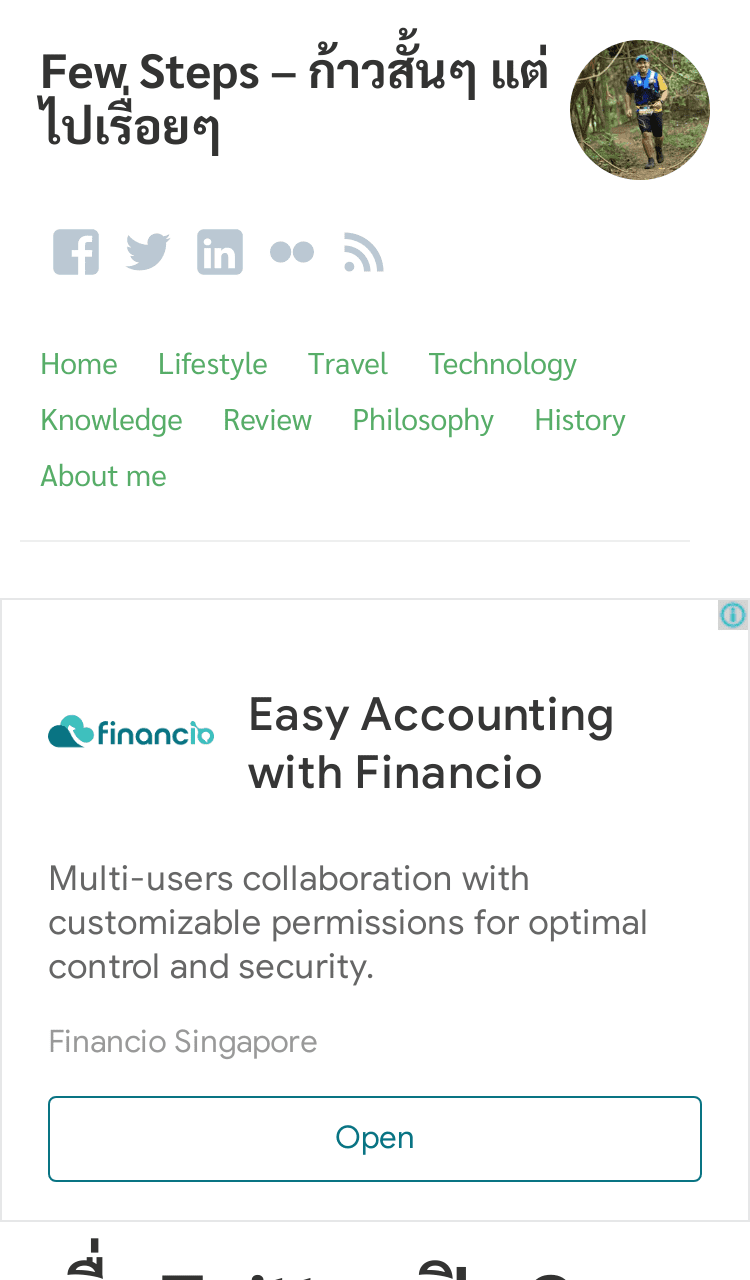 Few Steps – ก้าวสั้นๆ แต่
ไปเรื่อยๆ
Home Lifestyle Travel Technology
Knowledge Review Philosophy History
About me
financio
Easy Accounting
with Financio
Multi-users collaboration with
customizable permissions for optimal
control and security.
Financio Singapore
Open